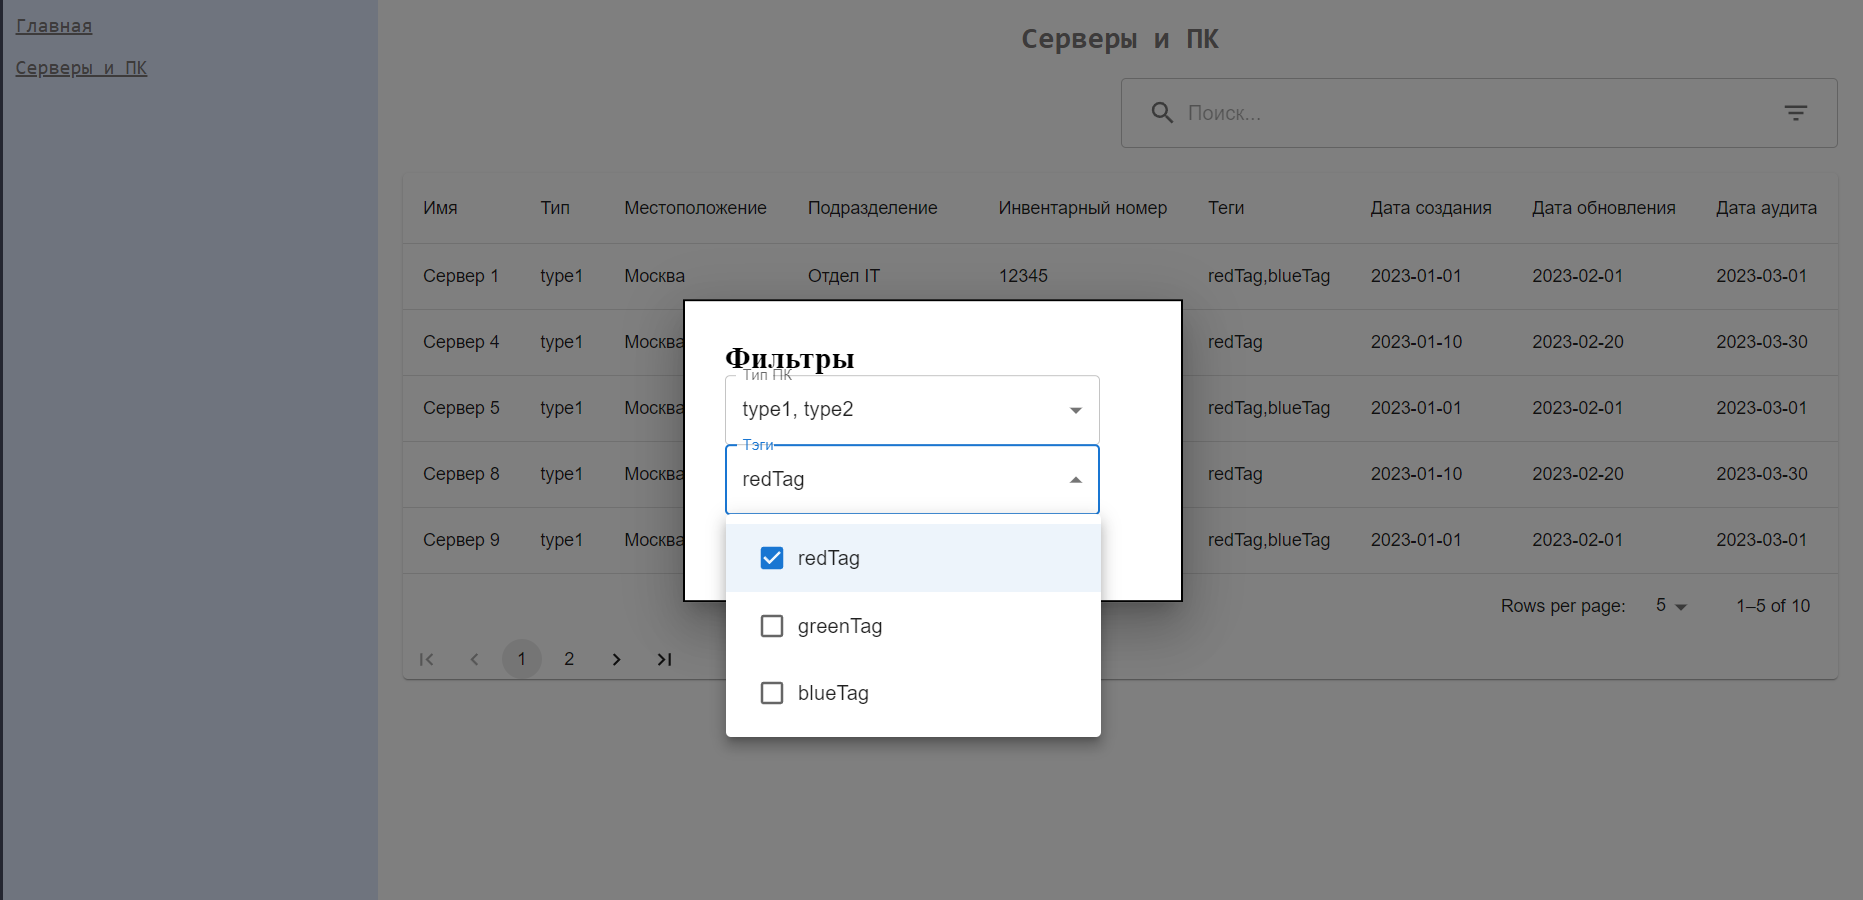 Главная
Серверы и ПК
Серверы и ПК
Поиск...
Имя Тип Местоположение Подразделение Инвентарный номер Теги Дата создания Дата обновления Дата аудита
Сервер 1 type1 Москва Отдел IT 12345 redTag,blueTag 2023-01-01 2023-02-01 2023-03-01
Сервер 4 type1 Москва redTag 2023-01-10 2023-02-20 2023-03-30
Сервер 5 type1 Москва redTag,blueTag 2023-01-01 2023-02-01 2023-03-01
Сервер 8 type1 Москва redTag 2023-01-10 2023-02-20 2023-03-30
Сервер 9 type1 Москва redTag,blueTag 2023-01-01 2023-02-01 2023-03-01
Rows per page: 5 1–5 of 10
1 2
Фильтры
Тип ПК
type1, type2
Тэги
redTag
redTag
greenTag
blueTag